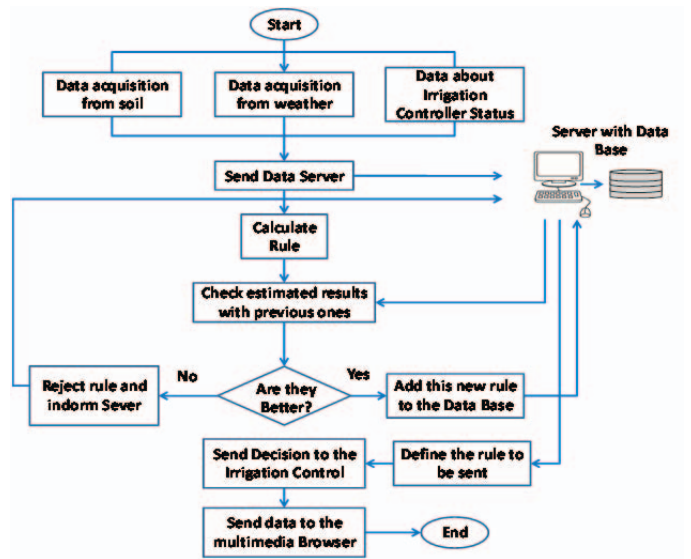 Start
Data acquisition
from soil
Data acquisition
from weather
Data about
Irrigation
Controller Status
Server with Data
Base
Send Data Server
Calculate
Rule
Check estimated results
with previous ones
Reject rule and
indorm Sever
No
Are they
Better?
Yes
Add this new rule
to the Data Base
Send Decision to the
Irrigation Control
Define the rule to
be sent
Send data to the
multimedia Browser
End